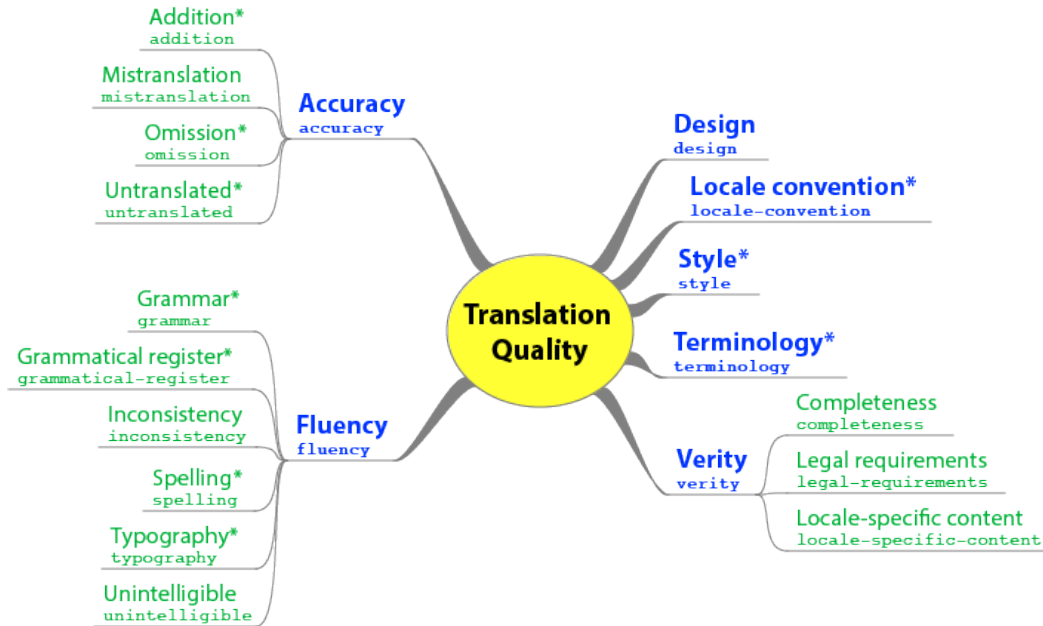 Addition*
addition
Mistranslation
mistranslation
Omission*
omission
Untranslated*
untranslated
Accuracy
accuracy
Grammar*
grammar
Grammatical register*
grammatical-register
Inconsistency
inconsistency
Spelling*
spelling
Typography*
typography
Unintelligible
unintelligible
Fluency
fluency
Translation
Quality
Design
design
Locale convention*
locale-convention
Style*
style
Terminology*
terminology
Verity
verity
Completeness
completeness
Legal requirements
legal-requirements
Locale-specific content
locale-specific-content